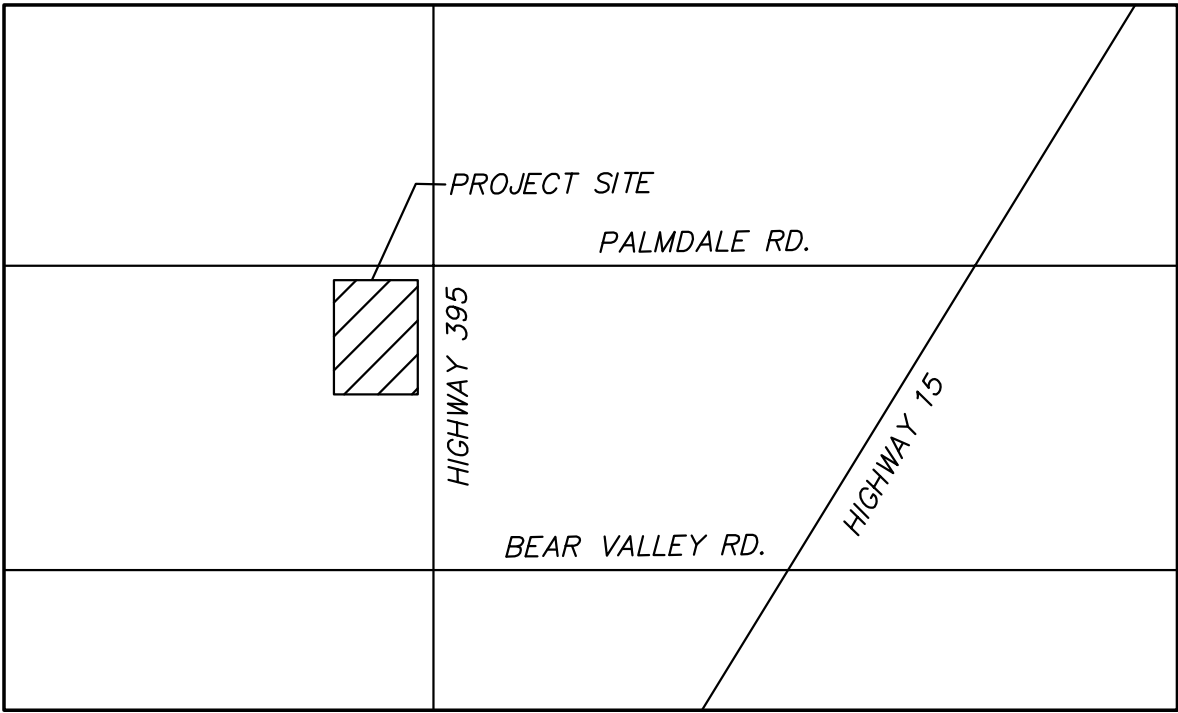 PROJECT SITE
PALMDALE RD.
HIGHWAY 395
HIGHWAY 15
BEAR VALLEY RD.